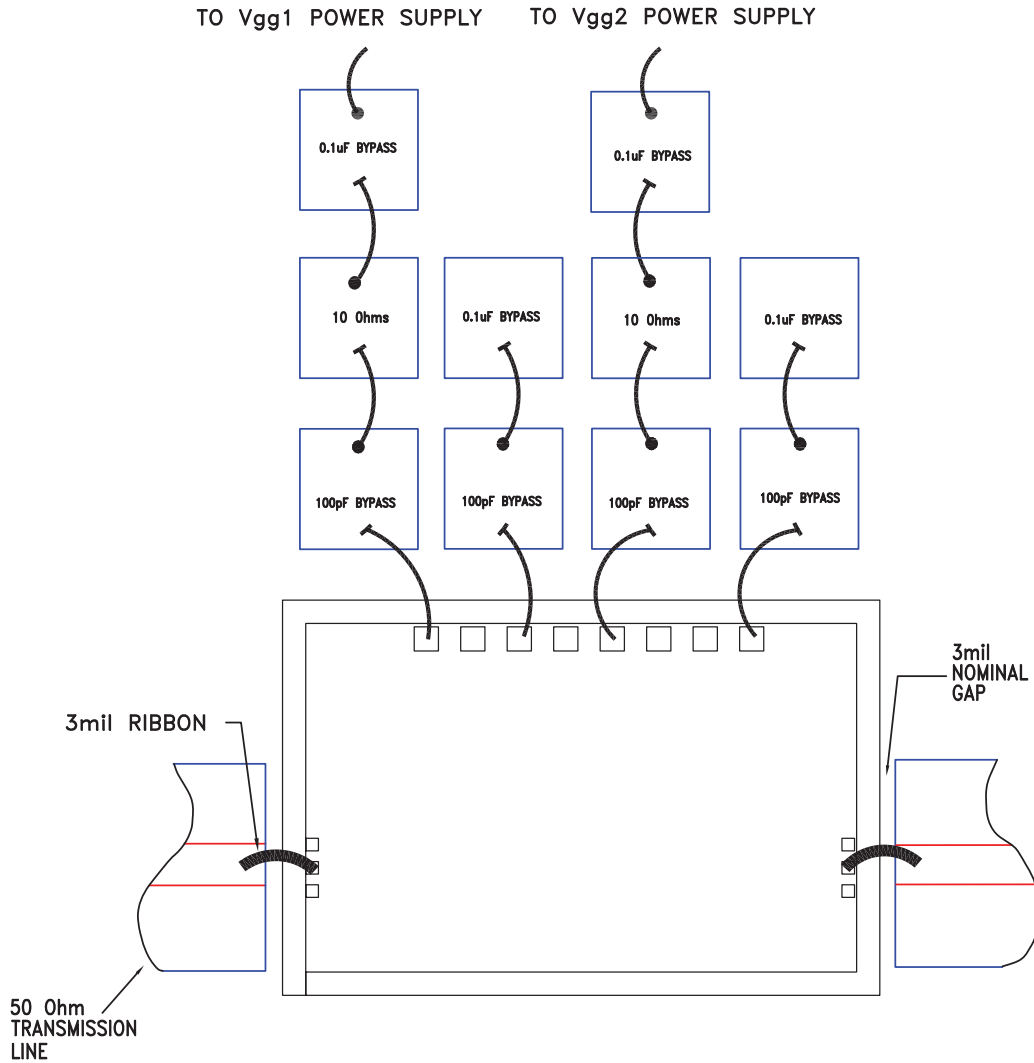 TO Vgg1 POWER SUPPLY
TO Vgg2 POWER SUPPLY
0.1uF BYPASS
0.1uF BYPASS
10 Ohms
0.1uF BYPASS
10 Ohms
0.1uF BYPASS
100pF BYPASS
100pF BYPASS
100pF BYPASS
100pF BYPASS
3mil
NOMINAL
GAP
3mil RIBBON
50 Ohm
TRANSMISSION
LINE